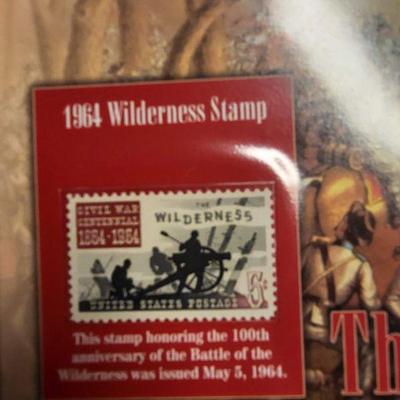 1964 Wilderness Stamp
CIVIL WAR
CENTENNIAL
1864-1964
THE
WILDERNESS
UNITED STATES POSTAGE
5¢
This stamp honoring the 100th
anniversary of the Battle of the
Wilderness was issued May 5, 1964.
Th